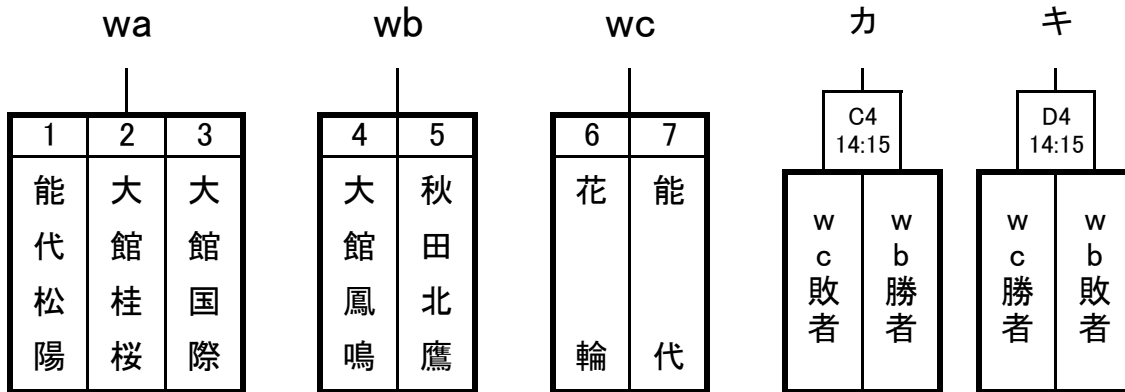 wa
1 2 3
能代松陽
大館桂桜
大館国際
wb
4 5
大館鳳鳴
秋田北鷹
wc
6 7
花輪
能代
カ
C4
14:15
wc敗者
wb勝者
キ
D4
14:15
wc勝者
wb敗者